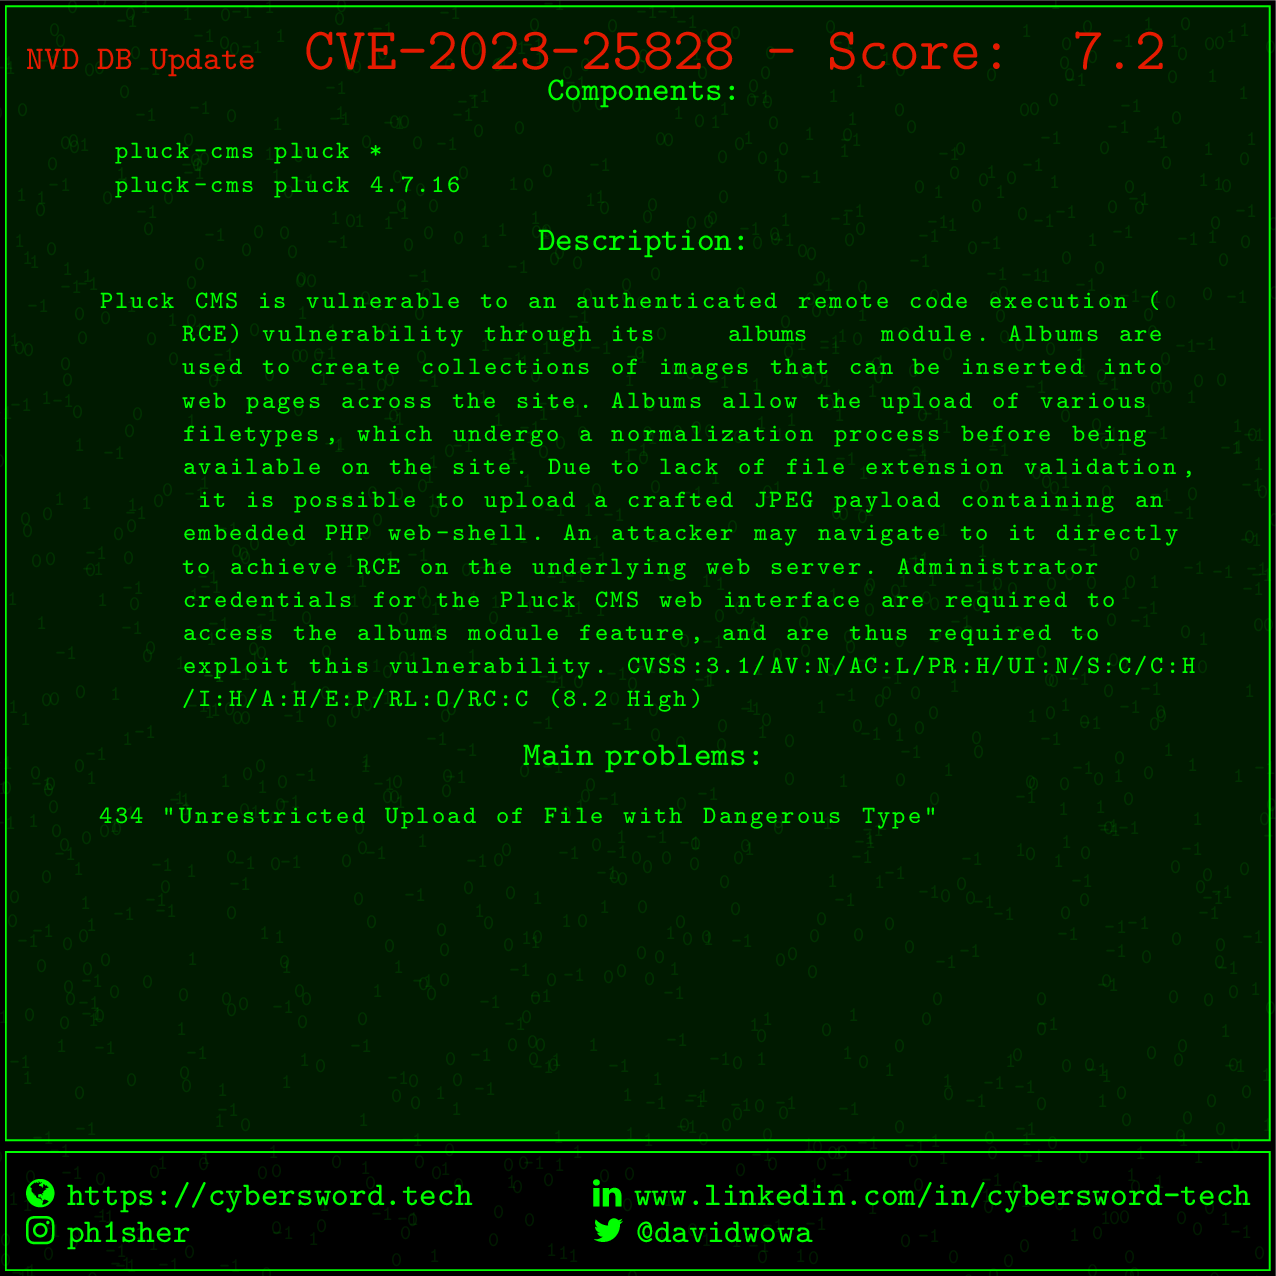 NVD DB Update CVE-2023-25828 - Score: 7.2
Components:
pluck-cms pluck *
pluck-cms pluck 4.7.16
Description:
Pluck CMS is vulnerable to an authenticated remote code execution (
RCE) vulnerability through its albums module. Albums are
used to create collections of images that can be inserted into
web pages across the site. Albums allow the upload of various
filetypes, which undergo a normalization process before being
available on the site. Due to lack of file extension validation,
it is possible to upload a crafted JPEG payload containing an
embedded PHP web-shell. An attacker may navigate to it directly
to achieve RCE on the underlying web server. Administrator
credentials for the Pluck CMS web interface are required to
access the albums module feature, and are thus required to
exploit this vulnerability. CVSS:3.1/AV:N/AC:L/PR:H/UI:N/S:C/C:H
/I:H/A:H/E:P/RL:O/RC:C (8.2 High)
Main problems:
434 "Unrestricted Upload of File with Dangerous Type"
https://cybersword.tech www.linkedin.com/in/cybersword-tech
ph1sher @davidwowa